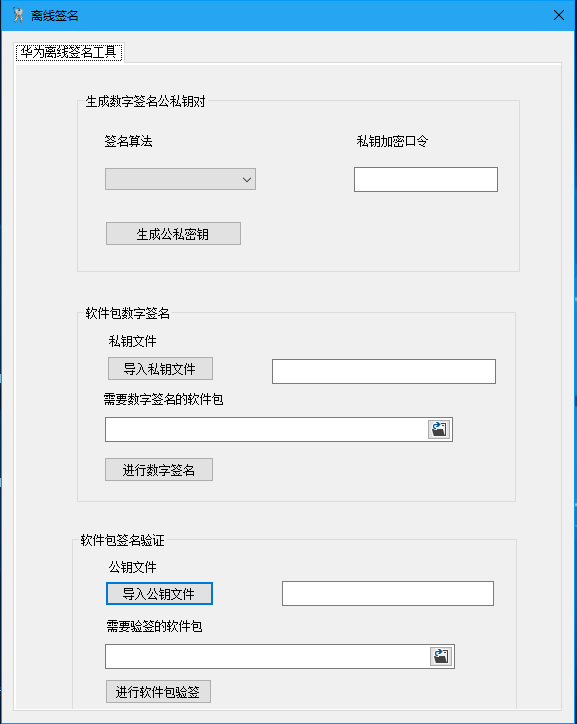 离线签名
华为离线签名工具
生成数字签名公私钥对
签名算法
私钥加密口令
生成公私密钥
软件包数字签名
私钥文件
导入私钥文件
需要数字签名的软件包
进行数字签名
软件包签名验证
公钥文件
导入公钥文件
需要验签的软件包
进行软件包验签